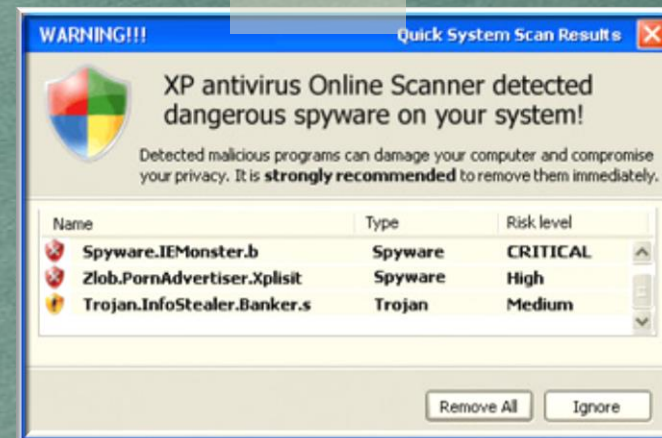 WARNING!!! Quick System Scan Results
XP antivirus Online Scanner detected
dangerous spyware on your system!
Detected malicious programs can damage your computer and compromise
your privacy. It is strongly recommended to remove them immediately.
Name Type Risk level
Spyware.IEMonster.b Spyware CRITICAL
Zlob.PornAdvertiser.Xplisit Spyware High
Trojan.InfoStealer.Banker.s Trojan Medium
Remove All Ignore